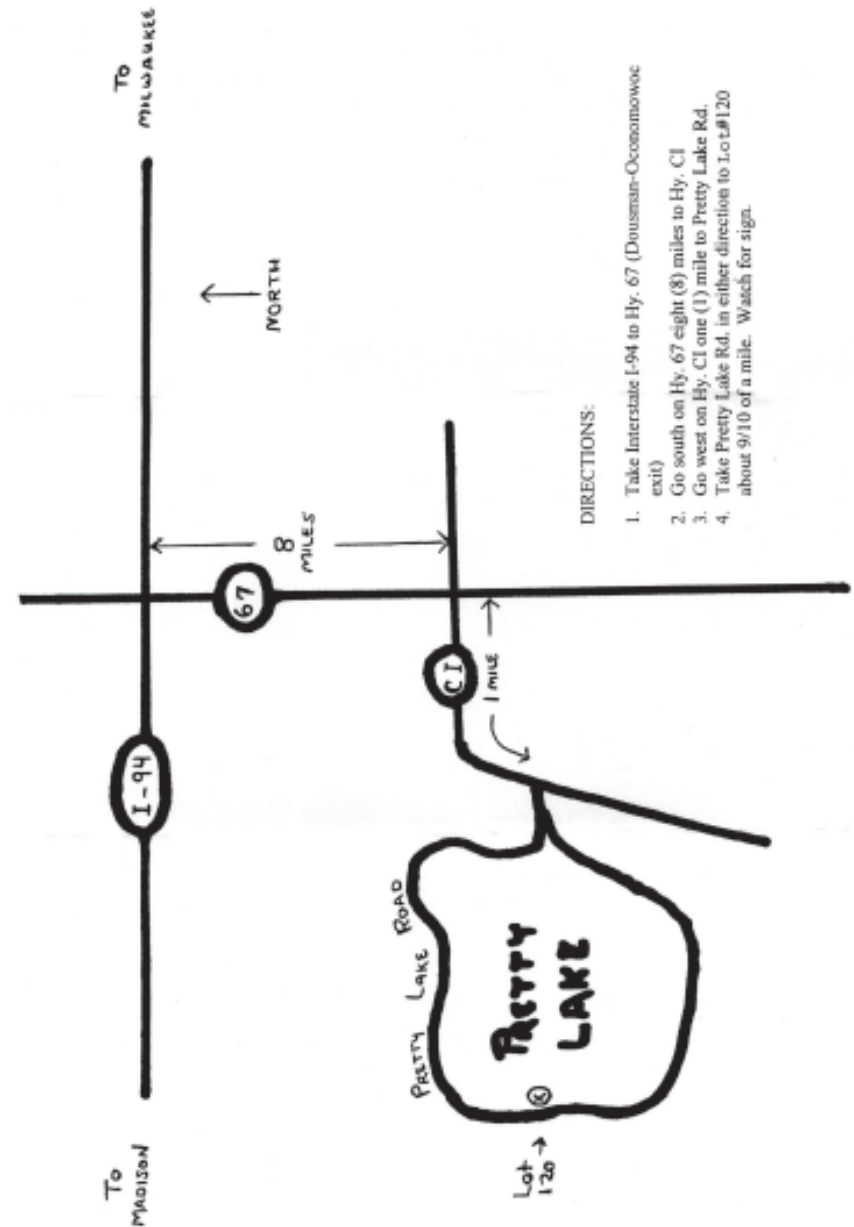 TO
MADISON
I-94
TO
MILWAUKEE
NORTH
67
8
MILES
CI
1 MILE
PRETTY LAKE ROAD
PRETTY
LAKE
Lot
120
DIRECTIONS:
1. Take Interstate I-94 to Hy. 67 (Dousman-Oconomowoc
exit)
2. Go south on Hy. 67 eight (8) miles to Hy. CI
3. Go west on Hy. CI one (1) mile to Pretty Lake Rd.
4. Take Pretty Lake Rd. in either direction to Lot#120
about 9/10 of a mile. Watch for sign.